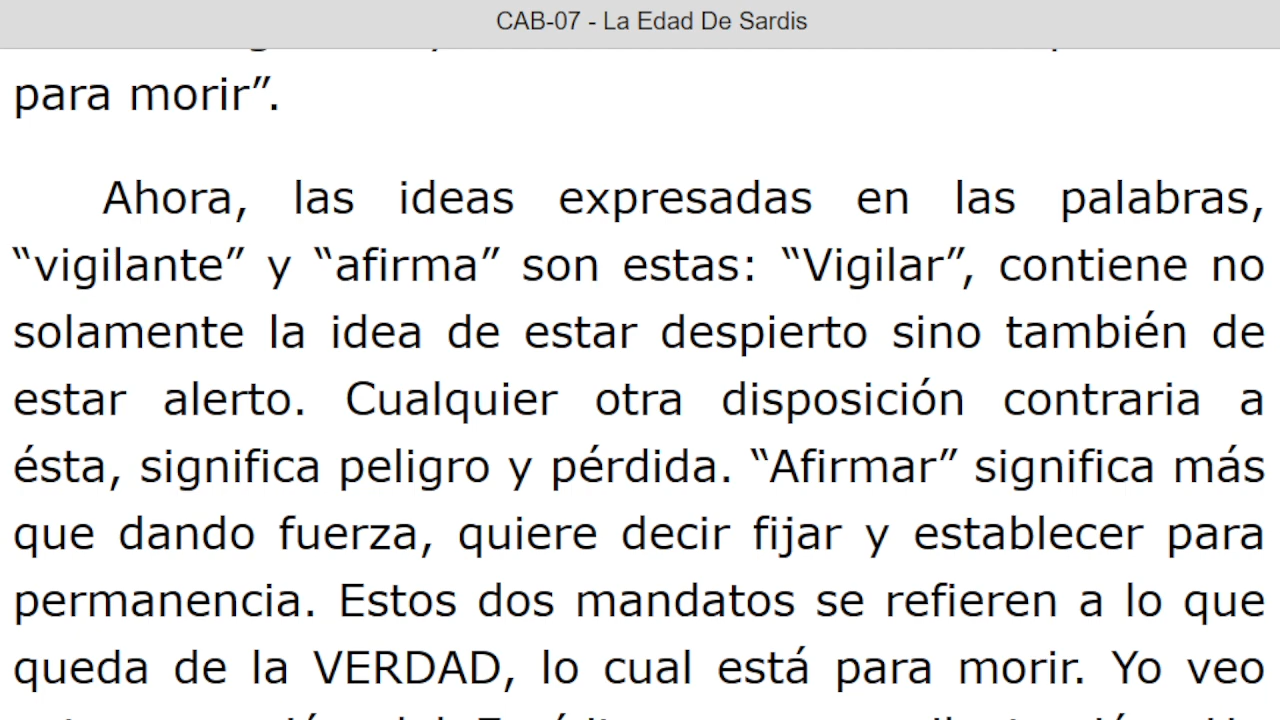 CAB-07 - La Edad De Sardis
para morir”.
Ahora, las ideas expresadas en las palabras,
“vigilante” y “afirma” son estas: “Vigilar”, contiene no
solamente la idea de estar despierto sino también de
estar alerto. Cualquier otra disposición contraria a
ésta, significa peligro y pérdida. “Afirmar” significa más
que dando fuerza, quiere decir fijar y establecer para
permanencia. Estos dos mandatos se refieren a lo que
queda de la VERDAD, lo cual está para morir. Yo veo